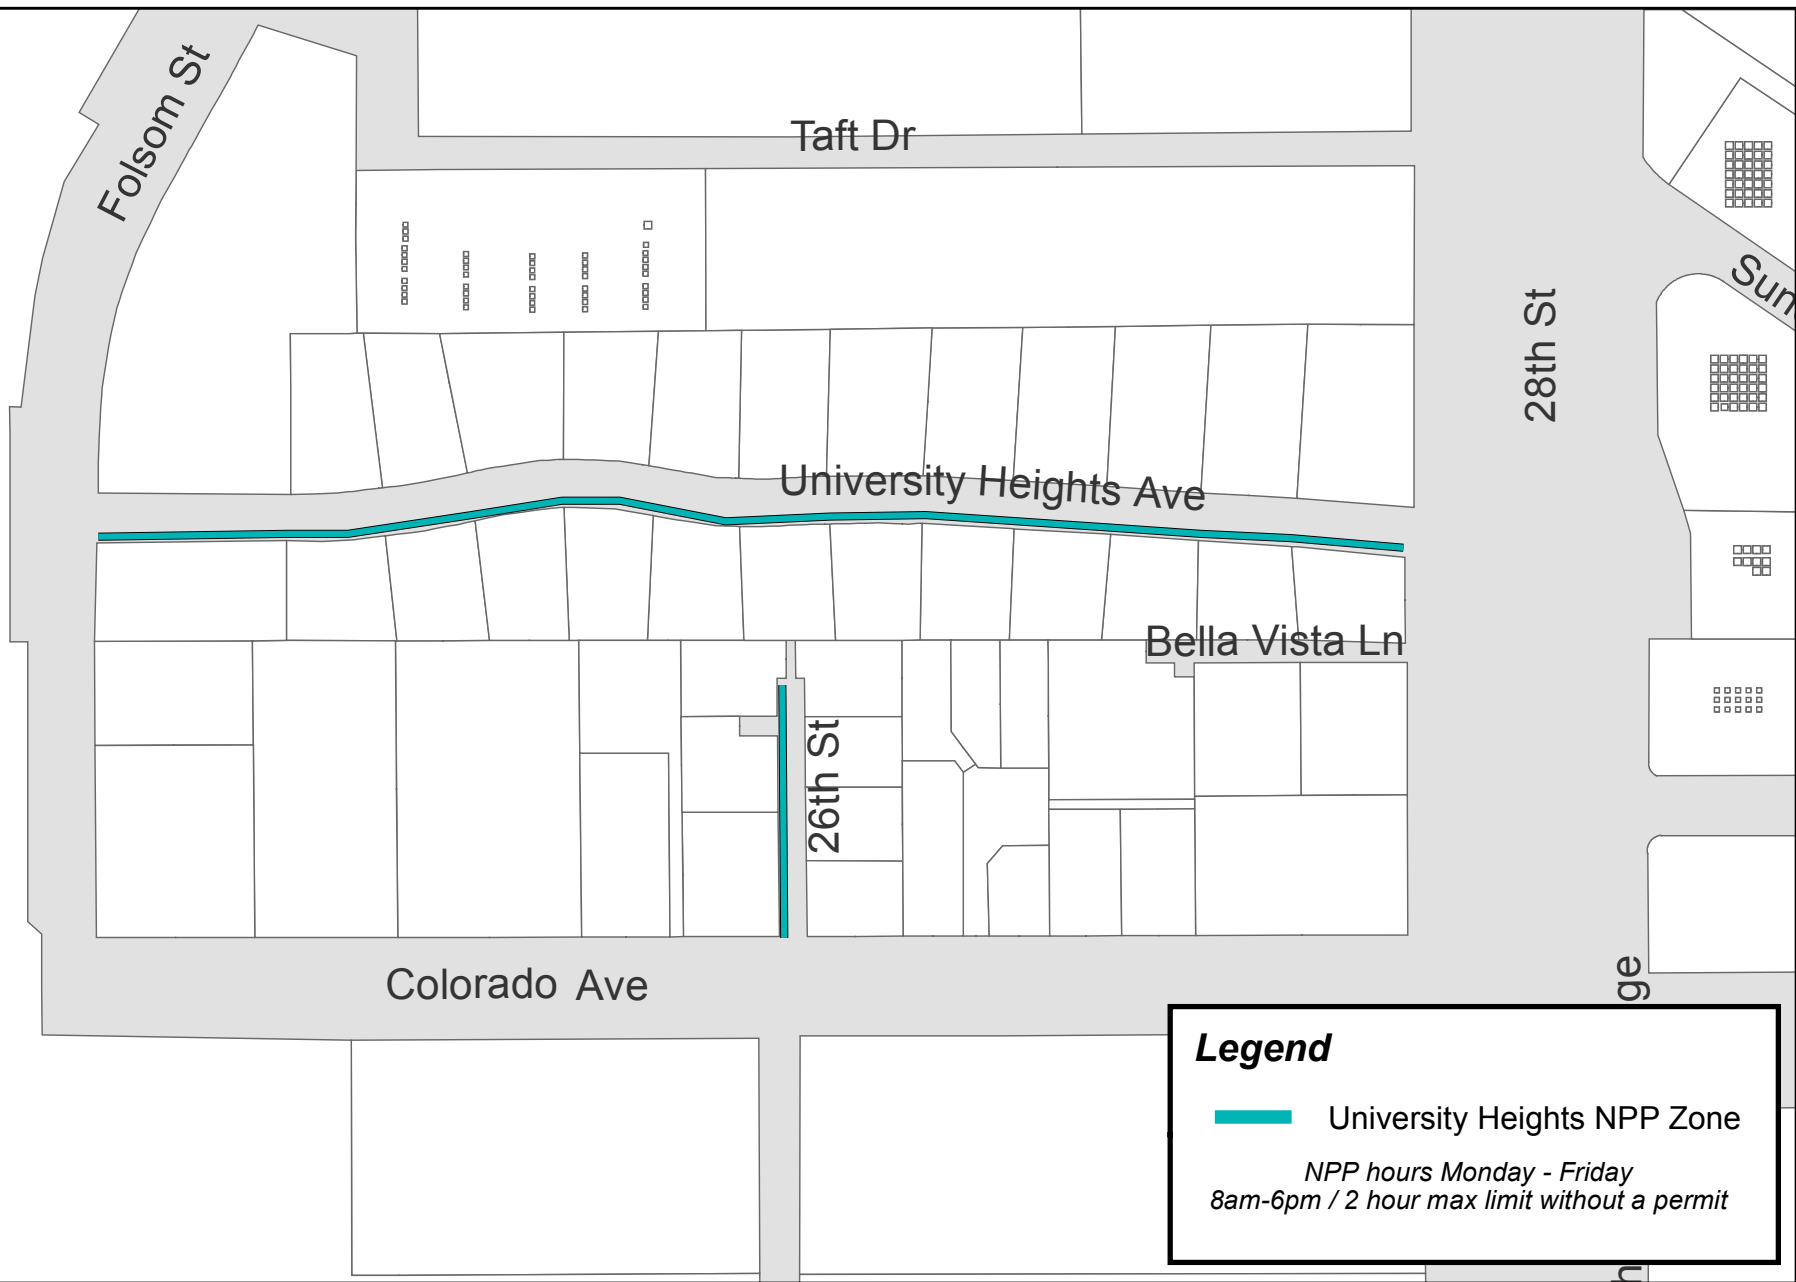 Folsom St
Taft Dr
28th St
University Heights Ave
Bella Vista Ln
26th St
Colorado Ave
Legend
University Heights NPP Zone
NPP hours Monday - Friday
8am-6pm / 2 hour max limit without a permit